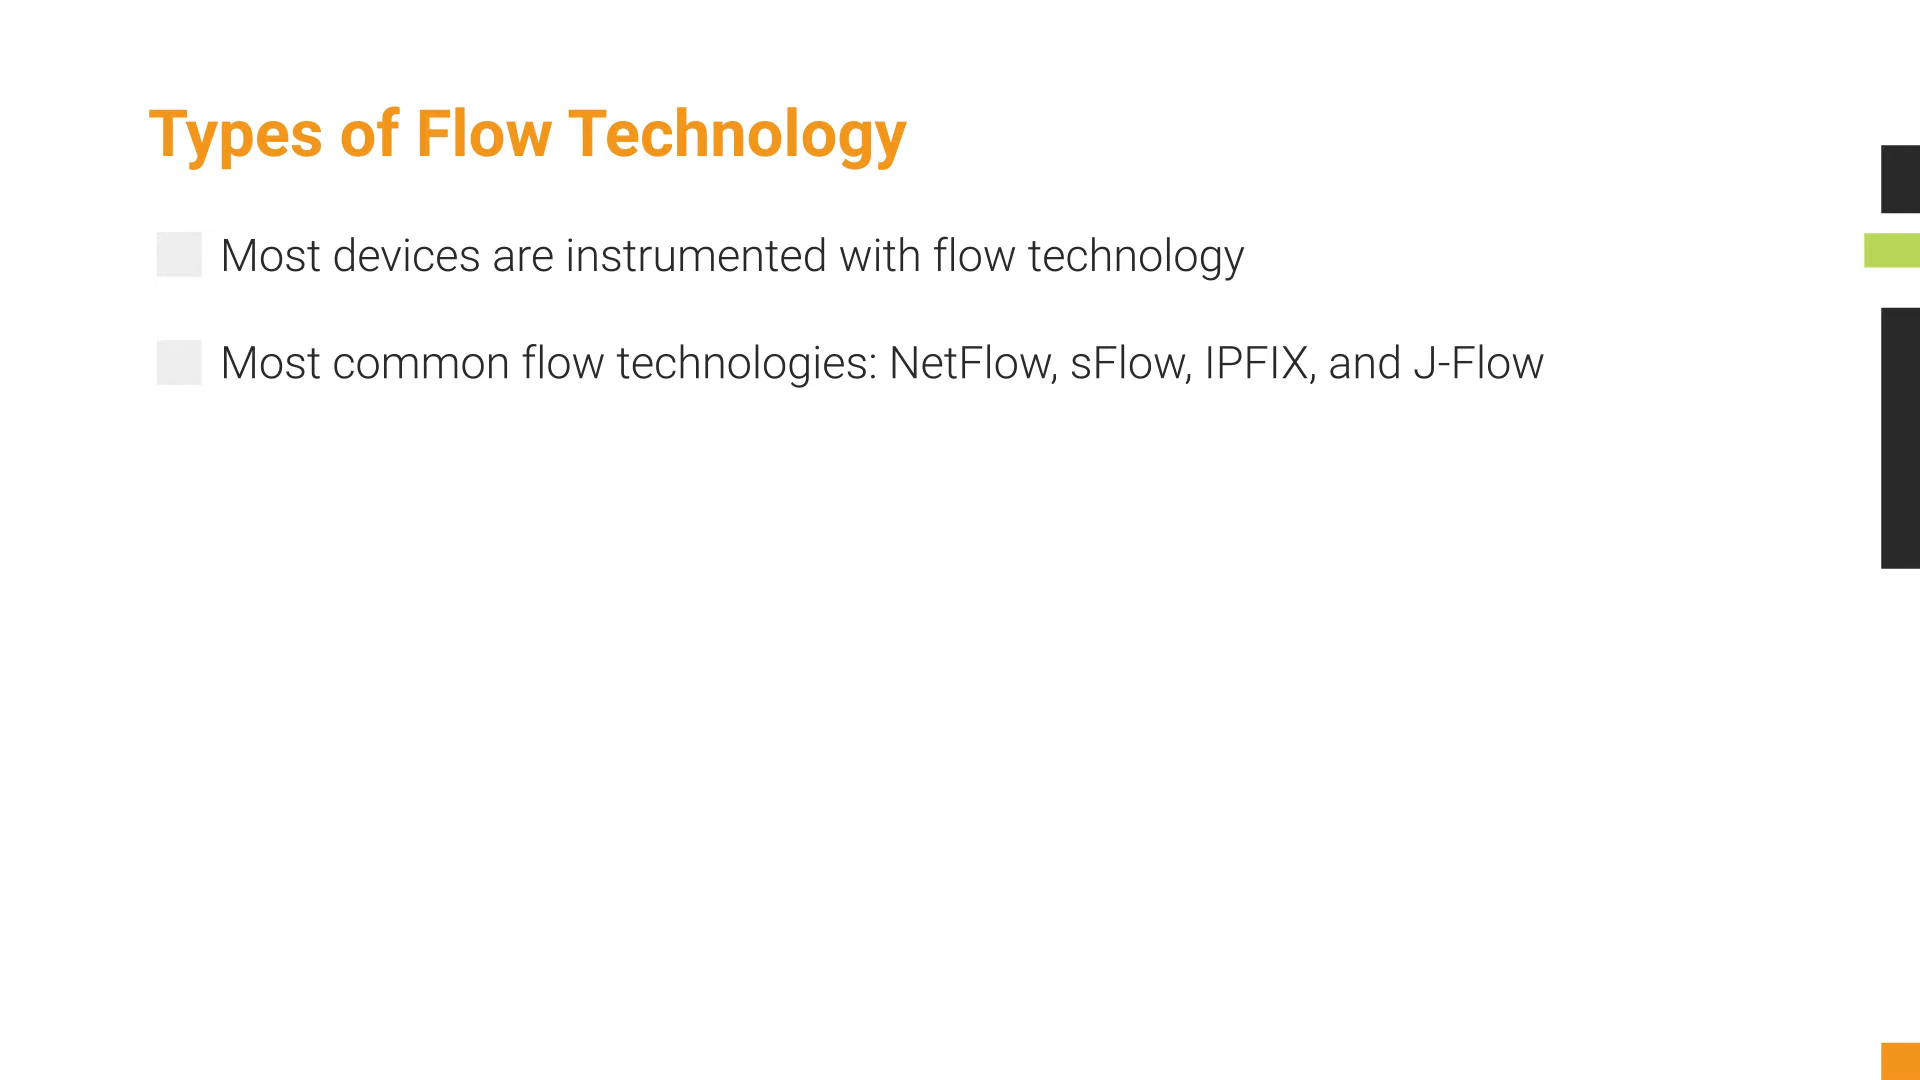 Types of Flow Technology
Most devices are instrumented with flow technology
Most common flow technologies: NetFlow, sFlow, IPFIX, and J-Flow